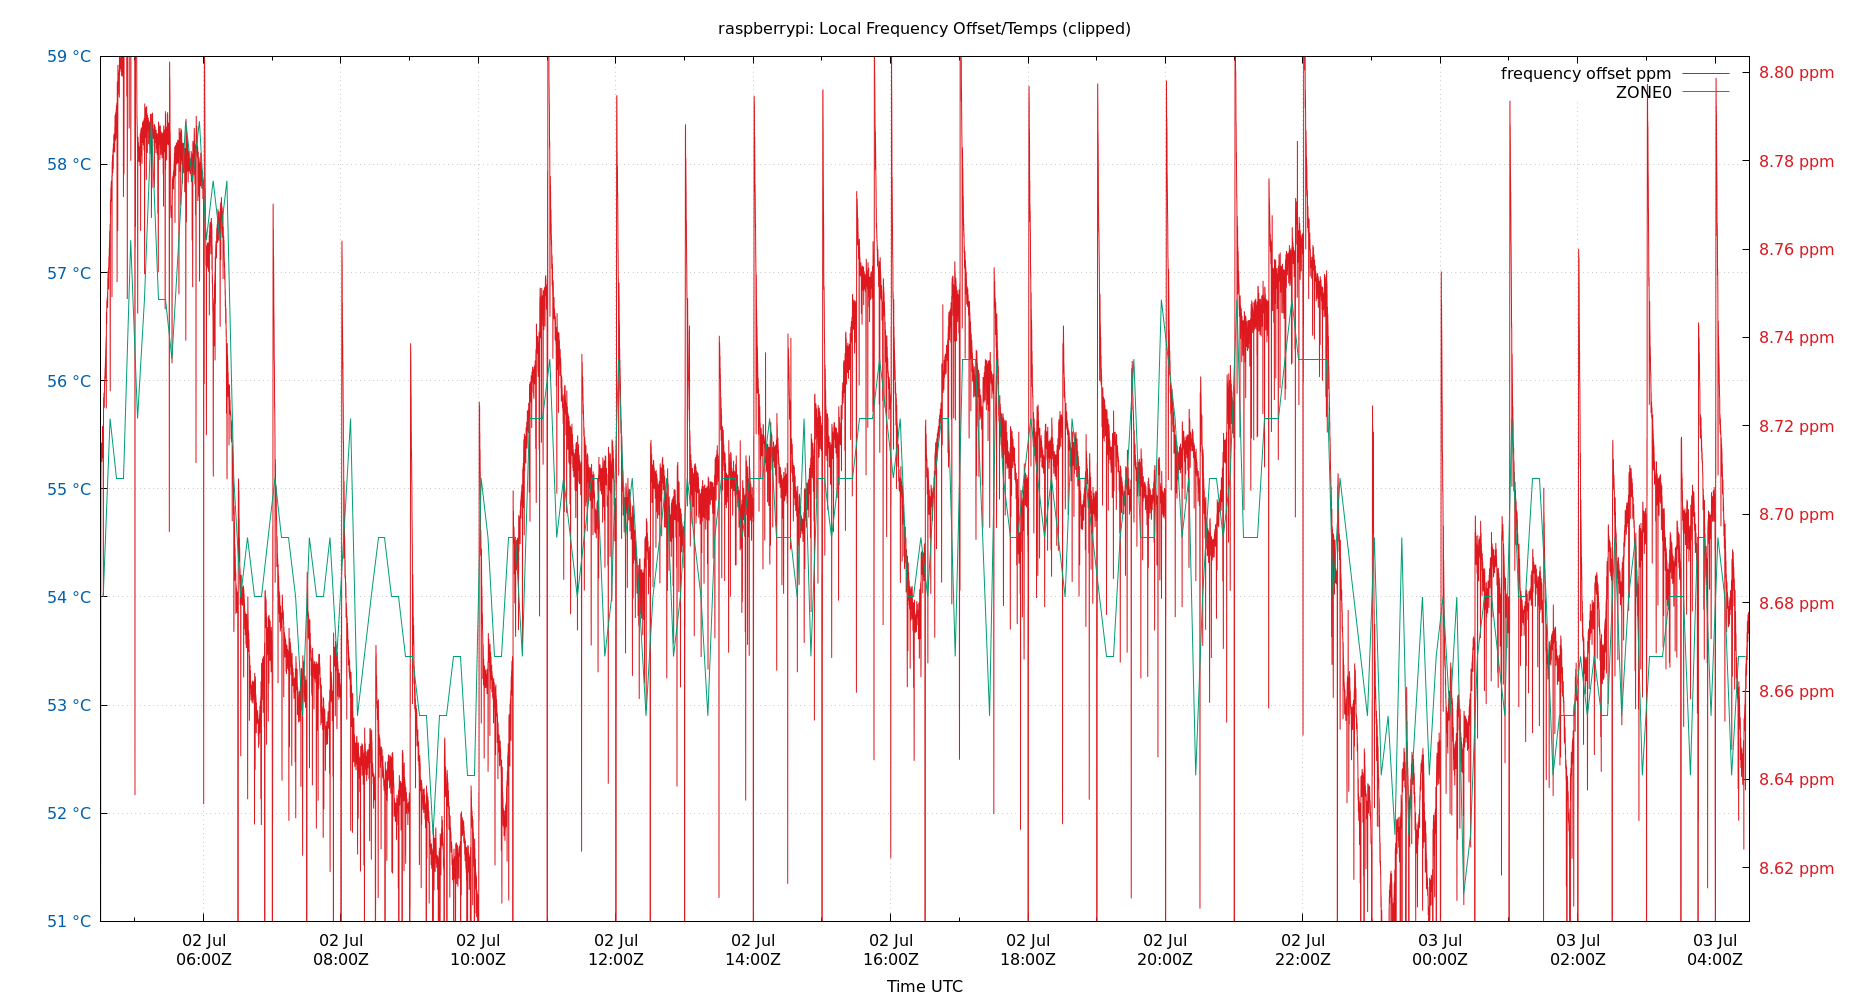 raspberrypi: Local Frequency Offset/Temps (clipped)
frequency offset ppm
ZONE0
59 °C
58 °C
57 °C
56 °C
55 °C
54 °C
53 °C
52 °C
51 °C
8.80 ppm
8.78 ppm
8.76 ppm
8.74 ppm
8.72 ppm
8.70 ppm
8.68 ppm
8.66 ppm
8.64 ppm
8.62 ppm
02 Jul
06:00Z
02 Jul
08:00Z
02 Jul
10:00Z
02 Jul
12:00Z
02 Jul
14:00Z
02 Jul
16:00Z
02 Jul
18:00Z
02 Jul
20:00Z
02 Jul
22:00Z
03 Jul
00:00Z
03 Jul
02:00Z
03 Jul
04:00Z
Time UTC